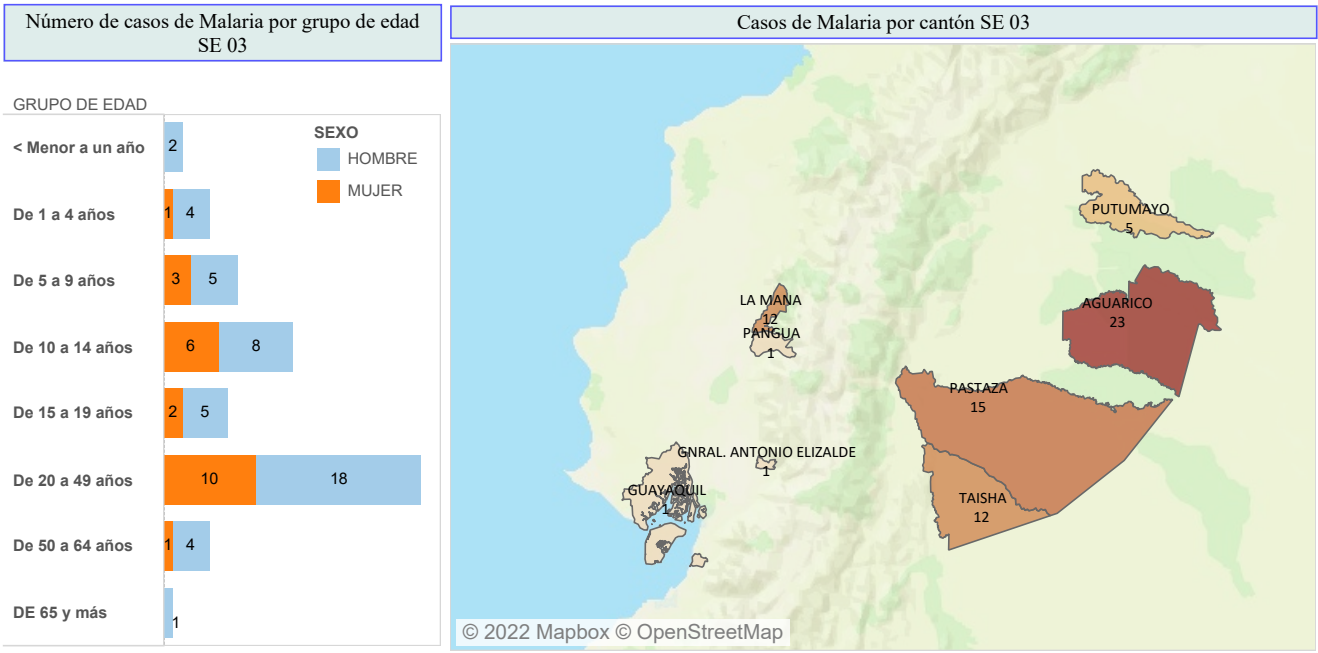 Número de casos de Malaria por grupo de edad
SE 03
GRUPO DE EDAD
< Menor a un año
2
De 1 a 4 años
1
4
De 5 a 9 años
3
5
De 10 a 14 años
6
8
De 15 a 19 años
2
5
De 20 a 49 años
10
18
De 50 a 64 años
1
4
DE 65 y más
1
SEXO
HOMBRE
MUJER
Casos de Malaria por cantón SE 03
PUTUMAYO
5
AGUARICO
23
LA MANA
12
PANGUA
1
PASTAZA
15
GNRAL. ANTONIO ELIZALDE
1
GUAYAQUIL
1
TAISHA
12
© 2022 Mapbox © OpenStreetMap